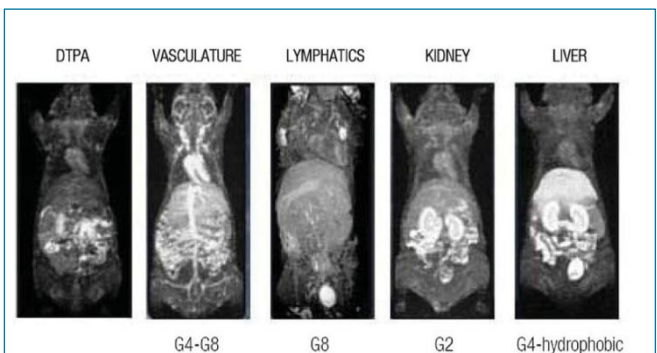 DTPA VASCULATURE LYMPHATICS KIDNEY LIVER
G4-G8 G8 G2 G4-hydrophobic